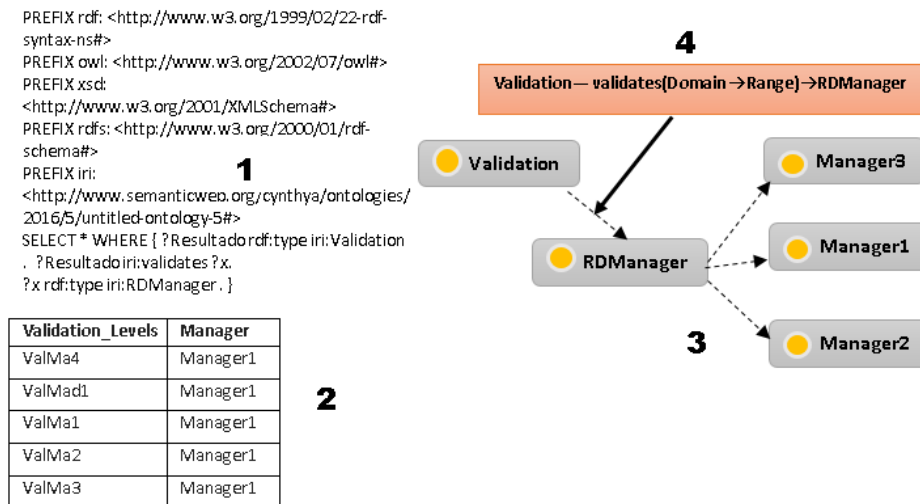 PREFIX rdf: <http://www.w3.org/1999/02/22-rdf-
syntax-ns#>
PREFIX owl: <http://www.w3.org/2002/07/owl#>
PREFIX xsd:
<http://www.w3.org/2001/XMLSchema#>
PREFIX rdfs: <http://www.w3.org/2000/01/rdf-
schema#>
PREFIX iri:
<http://www.semanticweb.org/cynthya/ontologies/
2016/5/untitled-ontology-5#>
SELECT * WHERE { ?Resultado rdf:type iri:Validation
. ?Resultado iri:validates ?x.
?x rdf:type iri:RDManager . }
1
Validation_Levels Manager
ValMa4 Manager1
ValMad1 Manager1
ValMa1 Manager1
ValMa2 Manager1
ValMa3 Manager1
2
4
Validation— validates(Domain→Range)→RDManager
Validation
RDManager
Manager3
Manager1
Manager2
3